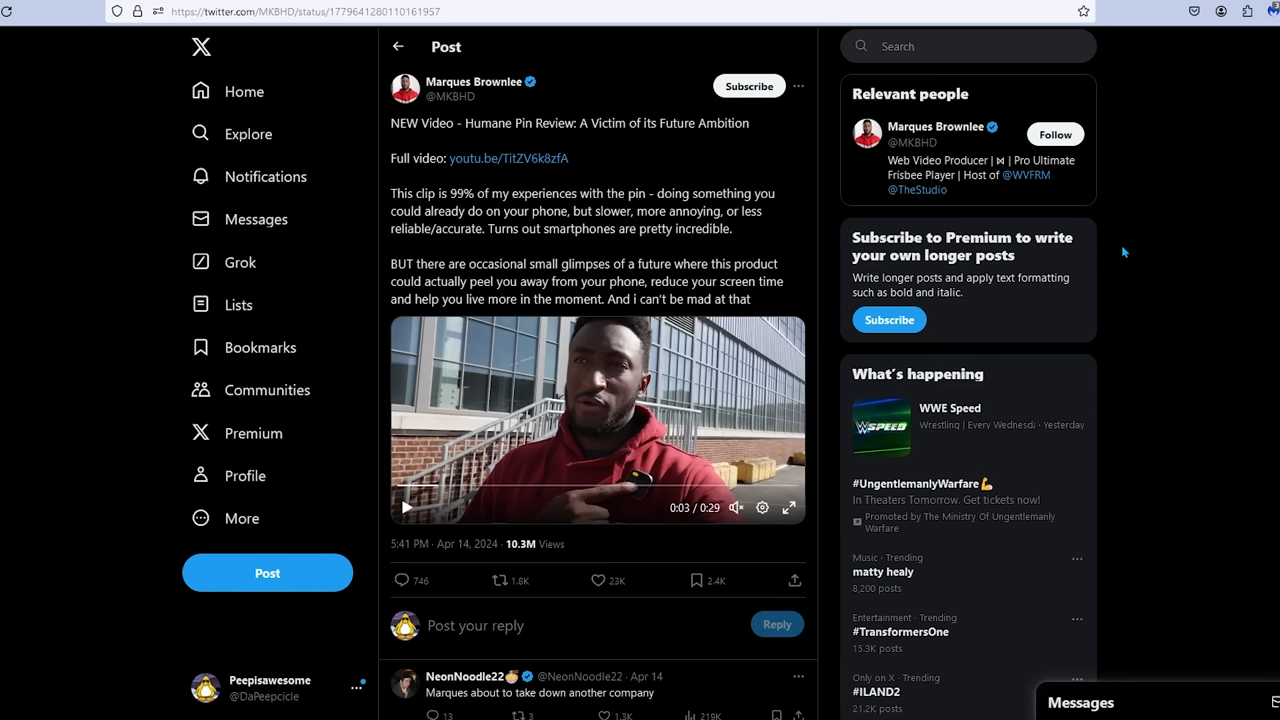 https://twitter.com/MKBHD/status/1779641280110161957
Home
Explore
Notifications
Messages
Grok
Lists
Bookmarks
Communities
Premium
Profile
More
Post
Peepisawesome
@DaPeepcicle
Post
Marques Brownlee
@MKBHD
Subscribe
NEW Video - Humane Pin Review: A Victim of its Future Ambition
Full video: youtu.be/TitZV6k8zfA
This clip is 99% of my experiences with the pin - doing something you
could already do on your phone, but slower, more annoying, or less
reliable/accurate. Turns out smartphones are pretty incredible.
BUT there are occasional small glimpses of a future where this product
could actually peel you away from your phone, reduce your screen time
and help you live more in the moment. And i can't be mad at that
0:03 / 0:29
5:41 PM · Apr 14, 2024 · 10.3M Views
746 1.8K 23K 2.4K
Post your reply
Reply
NeonNoodle22 @NeonNoodle22 · Apr 14
Marques about to take down another company
13 3 1.3K 219K
Search
Relevant people
Marques Brownlee
@MKBHD
Follow
Web Video Producer | ⋈ | Pro Ultimate
Frisbee Player | Host of @WVFRM
@TheStudio
Subscribe to Premium to write
your own longer posts
Write longer posts and apply text formatting
such as bold and italic.
Subscribe
What's happening
WWE Speed
Wrestling | Every Wednesd · Yesterday
WWE SPEED
#UngentlemanlyWarfare💪
In Theaters Tomorrow. Get tickets now!
Promoted by The Ministry Of Ungentlemanly
Warfare
Music · Trending
matty healy
8,200 posts
Entertainment · Trending
#TransformersOne
15.3K posts
Only on X · Trending
#ILAND2
21.2K posts
Messages